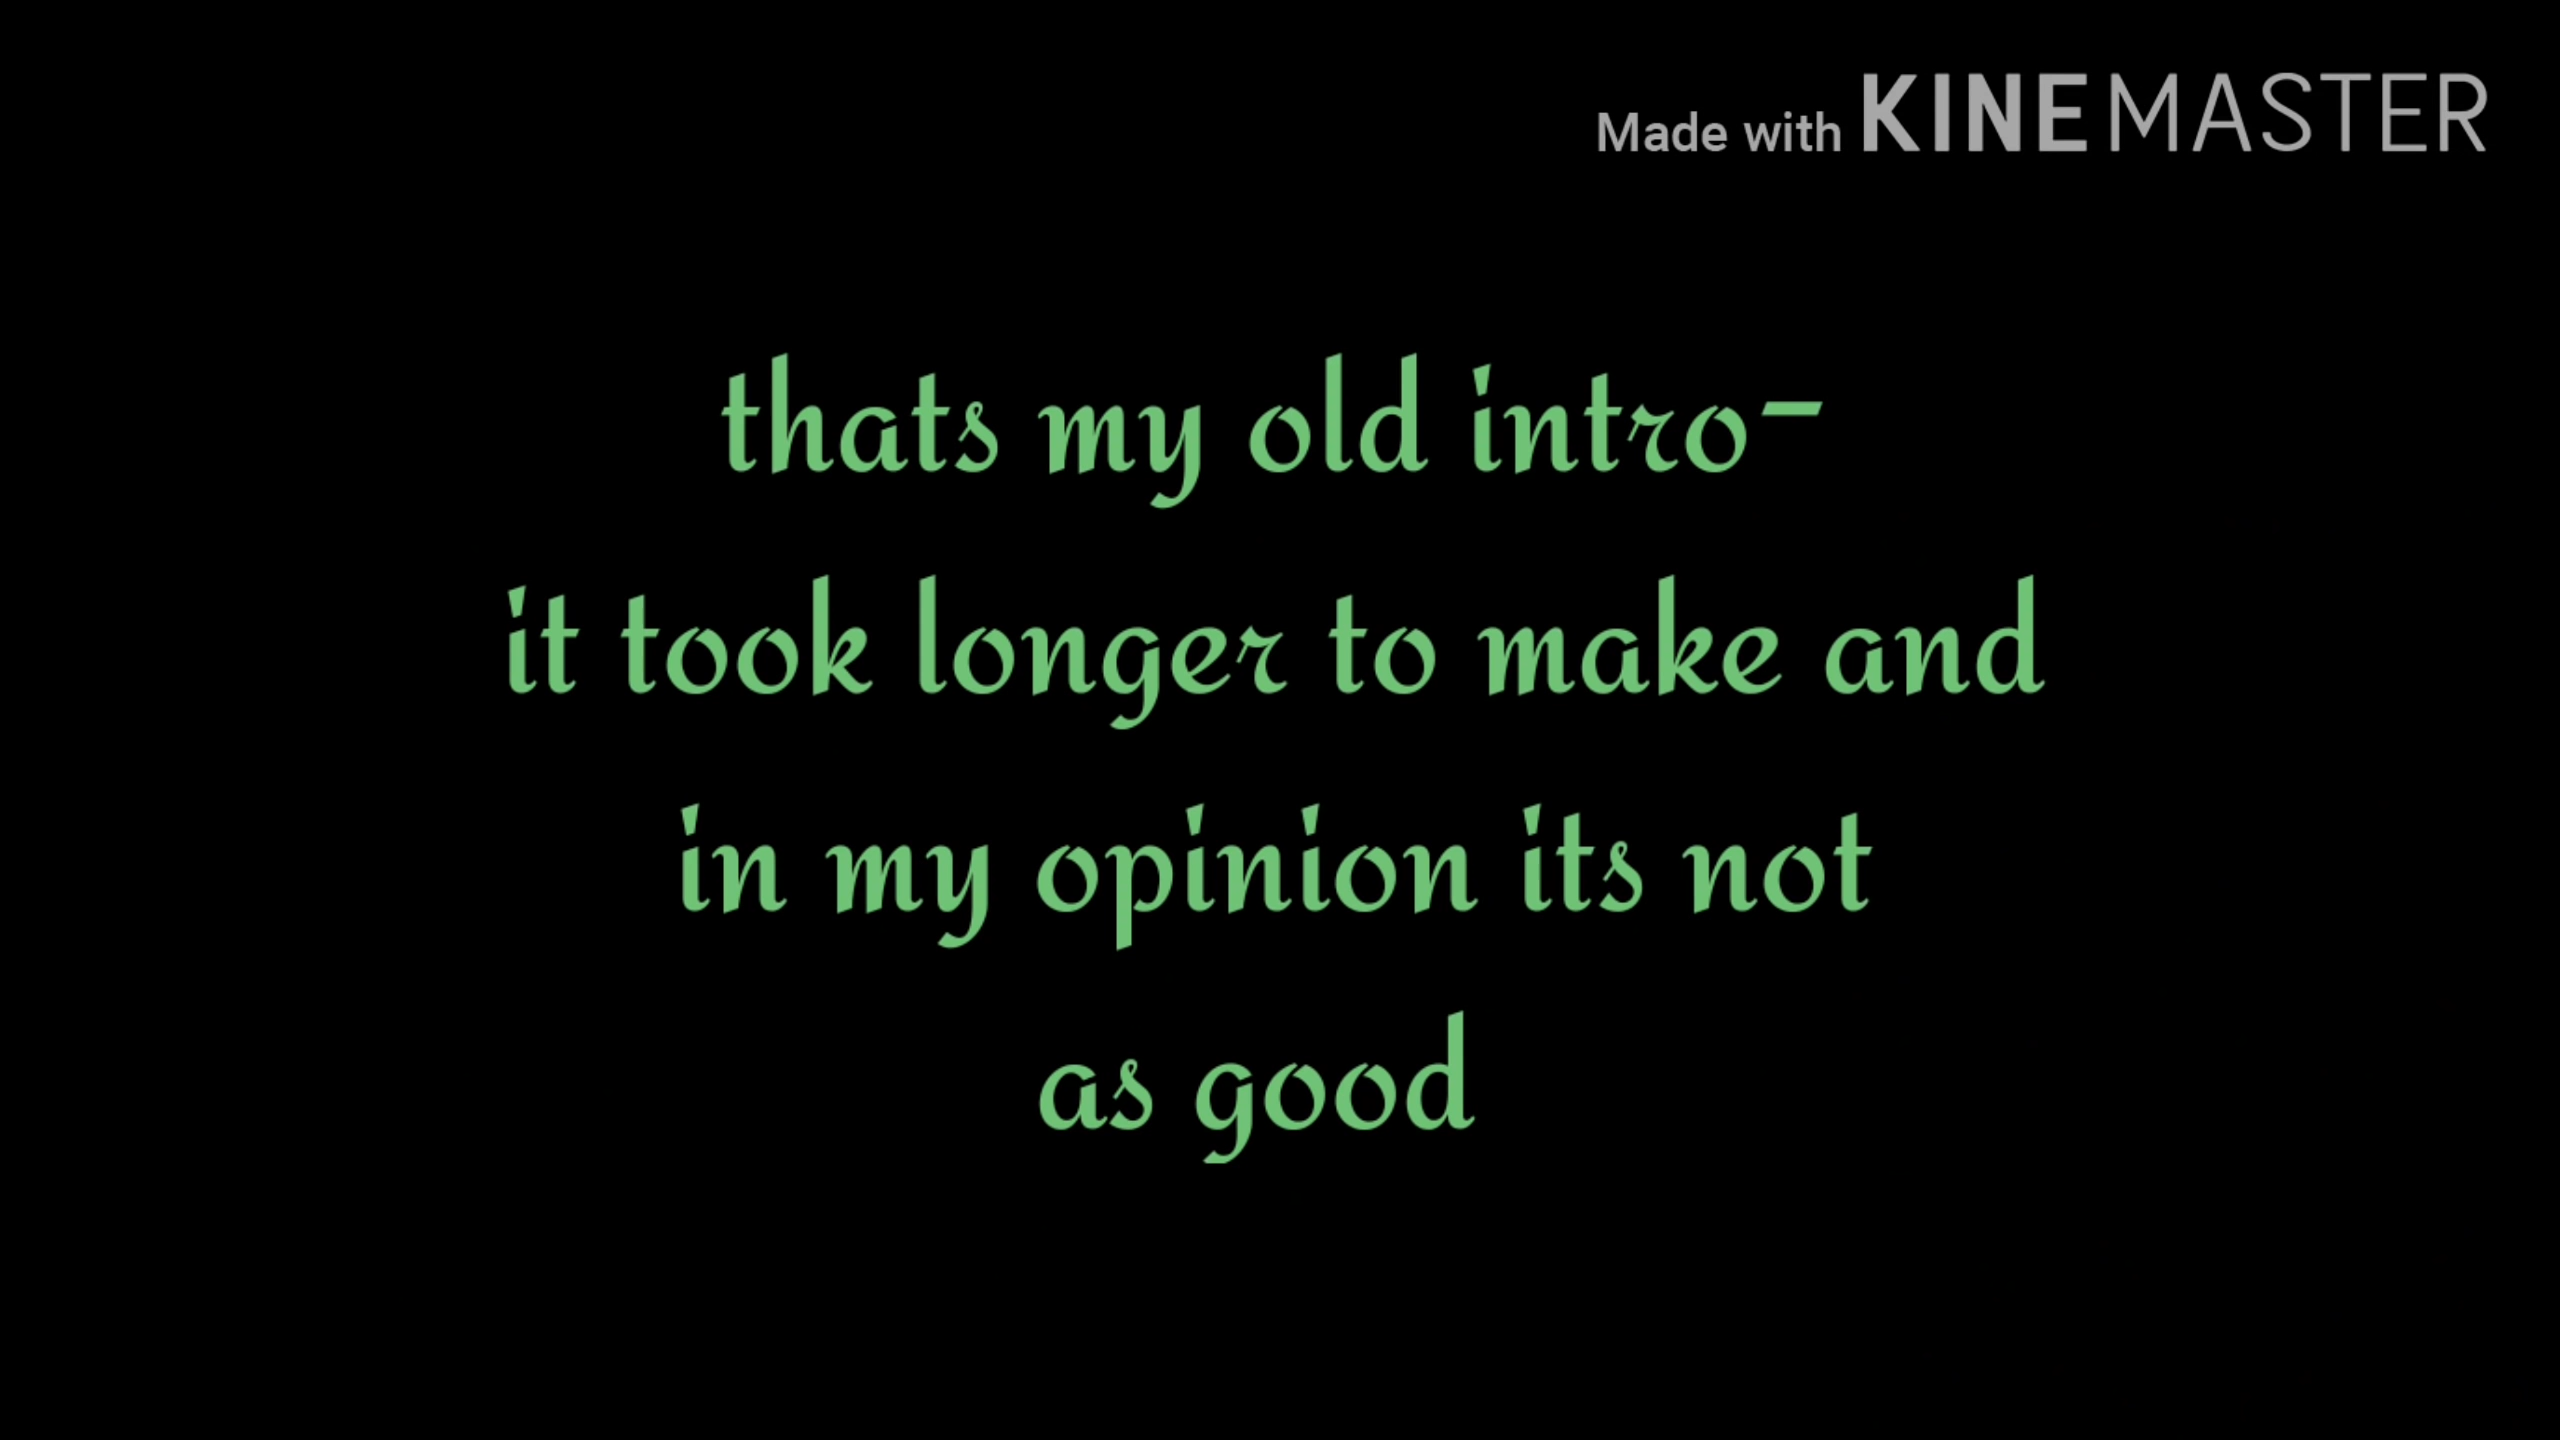 Made with KINEMASTER
thats my old intro-
it took longer to make and
in my opinion its not
as good